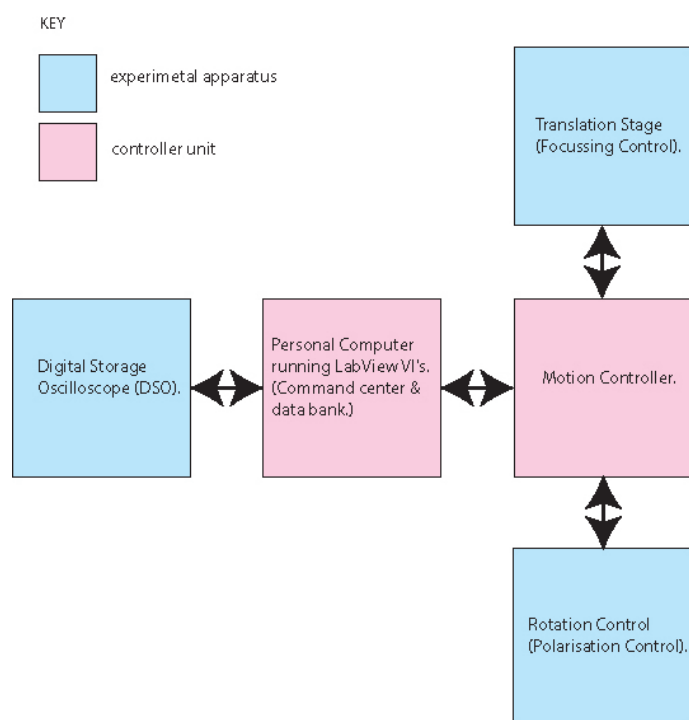 KEY
experimetal apparatus
controller unit
Translation Stage
(Focussing Control).
Digital Storage
Oscilloscope (DSO).
Personal Computer
running LabView VI's.
(Command center &
data bank.)
Motion Controller.
Rotation Control
(Polarisation Control).